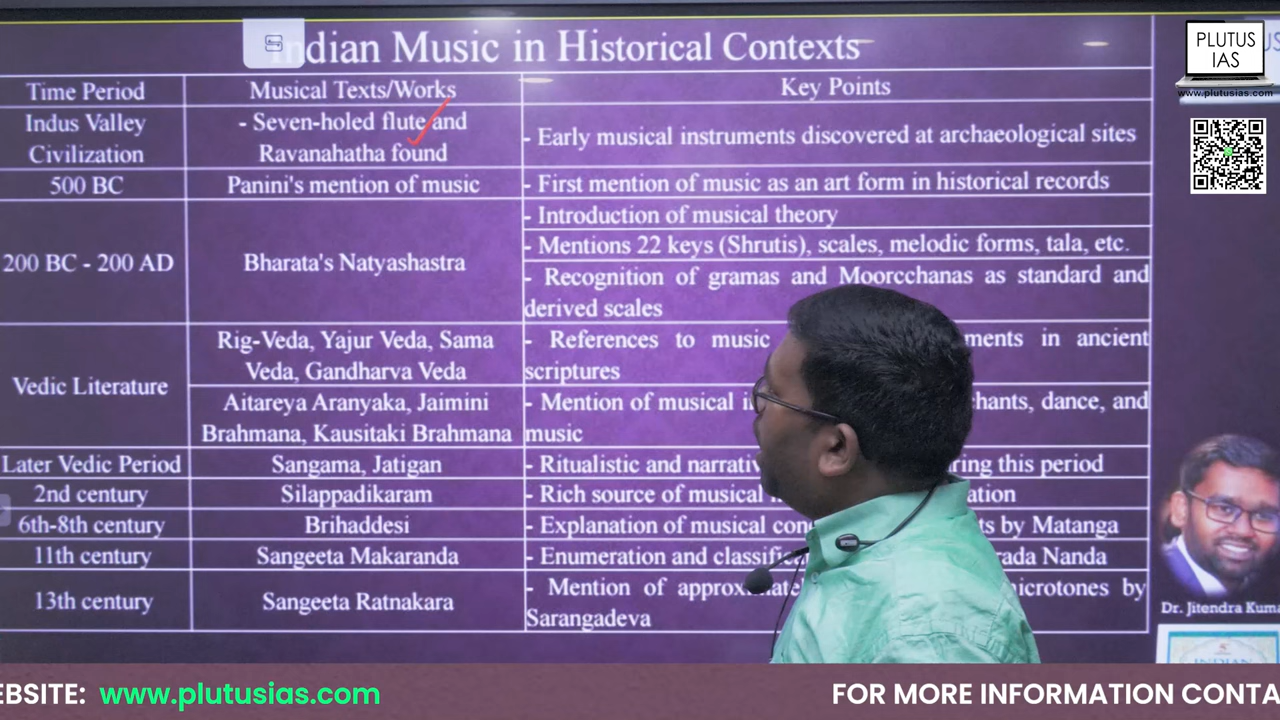 Indian Music in Historical Contexts
Time Period
Musical Texts/Works
Key Points
Indus Valley
Civilization
- Seven-holed flute and
Ravanahatha found
- Early musical instruments discovered at archaeological sites
500 BC
Panini's mention of music
- First mention of music as an art form in historical records
200 BC - 200 AD
Bharata's Natyashastra
- Introduction of musical theory
- Mentions 22 keys (Shrutis), scales, melodic forms, tala, etc.
- Recognition of gramas and Moorcchanas as standard and
derived scales
Vedic Literature
Rig-Veda, Yajur Veda, Sama
Veda, Gandharva Veda
- References to music ments in ancient
scriptures
Aitareya Aranyaka, Jaimini
Brahmana, Kausitaki Brahmana
- Mention of musical chants, dance, and
music
Later Vedic Period
Sangama, Jatigan
- Ritualistic and narrativ ring this period
2nd century
Silappadikaram
- Rich source of musical ation
6th-8th century
Brihaddesi
- Explanation of musical con ts by Matanga
11th century
Sangeeta Makaranda
- Enumeration and classific rada Nanda
13th century
Sangeeta Ratnakara
- Mention of approximate icrotones by
Sarangadeva
PLUTUS
IAS
www.plutusias.com
US
Dr. Jitendra Kuma
EBSITE: www.plutusias.com
FOR MORE INFORMATION CONTA